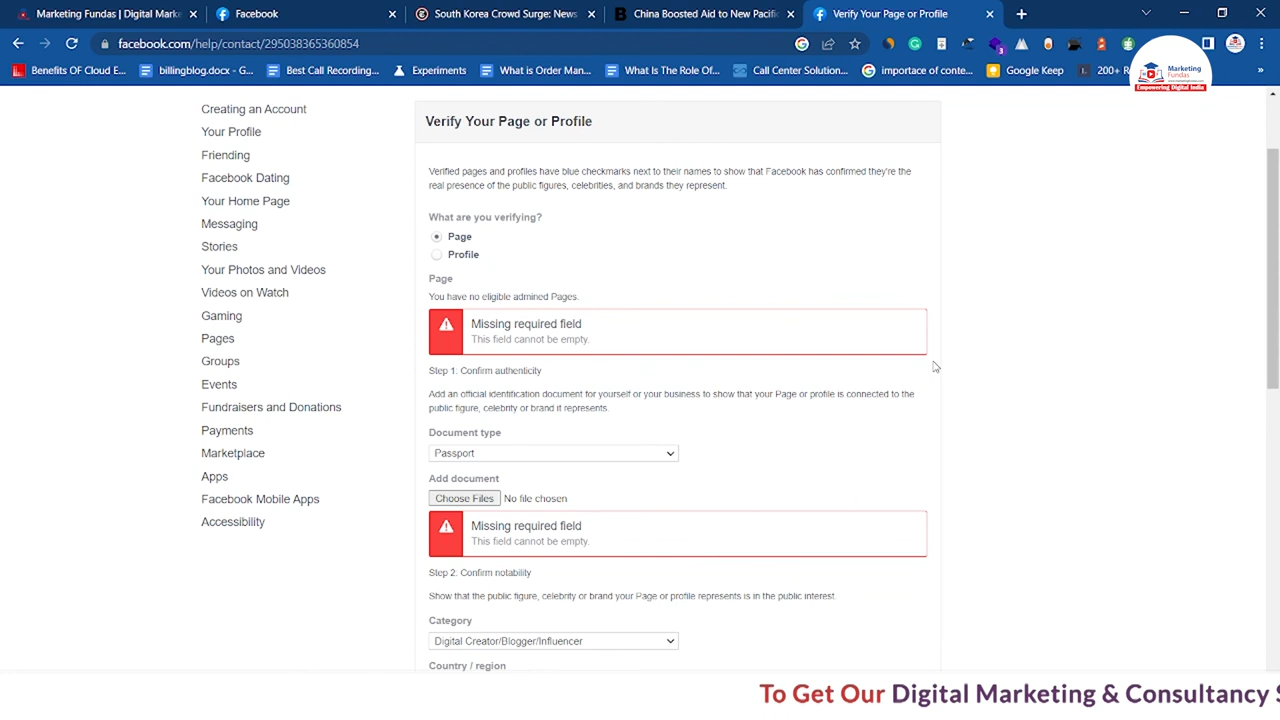 Marketing Fundas | Digital Marke
Facebook
South Korea Crowd Surge: News
China Boosted Aid to New Pacific
Verify Your Page or Profile
facebook.com/help/contact/295038365360854
3
Benefits OF Cloud E...
billingblog.docx - G...
Best Call Recording...
Experiments
What is Order Man...
What Is The Role Of...
Call Center Solution...
importace of conte...
Google Keep
200+ R
»
Marketing
Fundas
Empowering Digital India
Creating an Account
Your Profile
Friending
Facebook Dating
Your Home Page
Messaging
Stories
Your Photos and Videos
Videos on Watch
Gaming
Pages
Groups
Events
Fundraisers and Donations
Payments
Marketplace
Apps
Facebook Mobile Apps
Accessibility
Verify Your Page or Profile
Verified pages and profiles have blue checkmarks next to their names to show that Facebook has confirmed they're the
real presence of the public figures, celebrities, and brands they represent.
What are you verifying?
Page
Profile
Page
You have no eligible admined Pages.
Missing required field
This field cannot be empty.
Step 1. Confirm authenticity
Add an official identification document for yourself or your business to show that your Page or profile is connected to the
public figure, celebrity or brand it represents.
Document type
Passport
Add document
Choose Files No file chosen
Missing required field
This field cannot be empty.
Step 2. Confirm notability
Show that the public figure, celebrity or brand your Page or profile represents is in the public interest.
Category
Digital Creator/Blogger/Influencer
Country / region
To Get Our Digital Marketing & Consultancy S